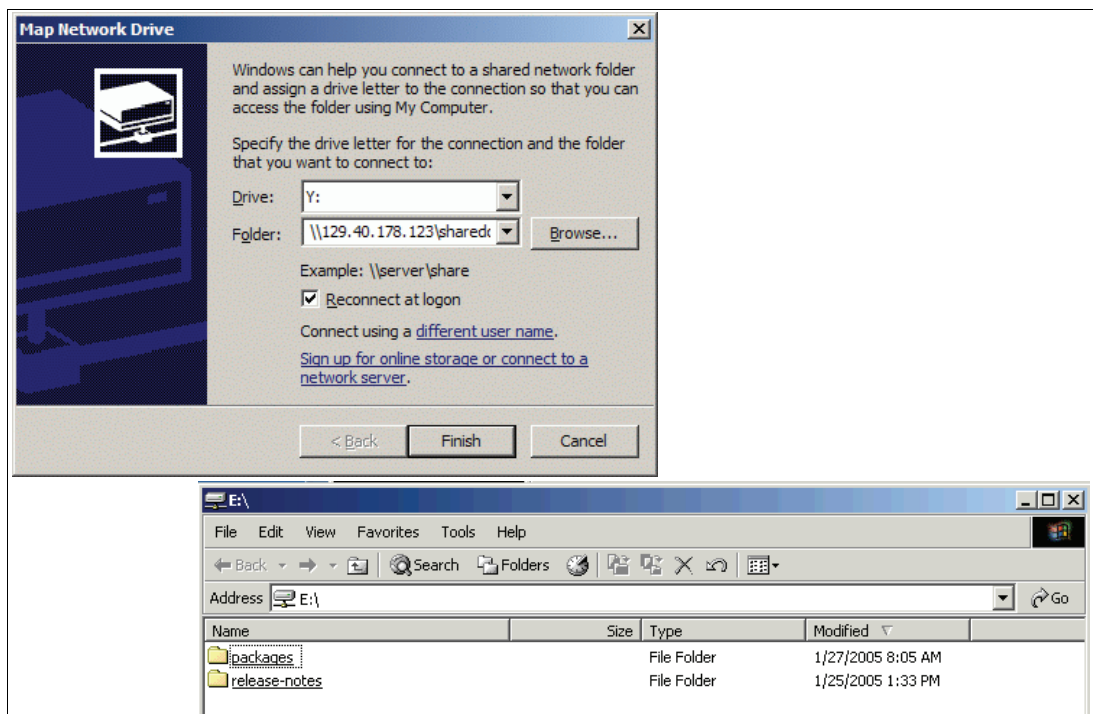 Map Network Drive
Windows can help you connect to a shared network folder
and assign a drive letter to the connection so that you can
access the folder using My Computer.
Specify the drive letter for the connection and the folder
that you want to connect to:
Drive: Y:
Folder: \\129.40.178.123\sharedc Browse...
Example: \\server\share
Reconnect at logon
Connect using a different user name.
Sign up for online storage or connect to a
network server.
< Back Finish Cancel
E:\
File Edit View Favorites Tools Help
Back Search Folders
Address E:\ Go
Name Size Type Modified
packages File Folder 1/27/2005 8:05 AM
release-notes File Folder 1/25/2005 1:33 PM